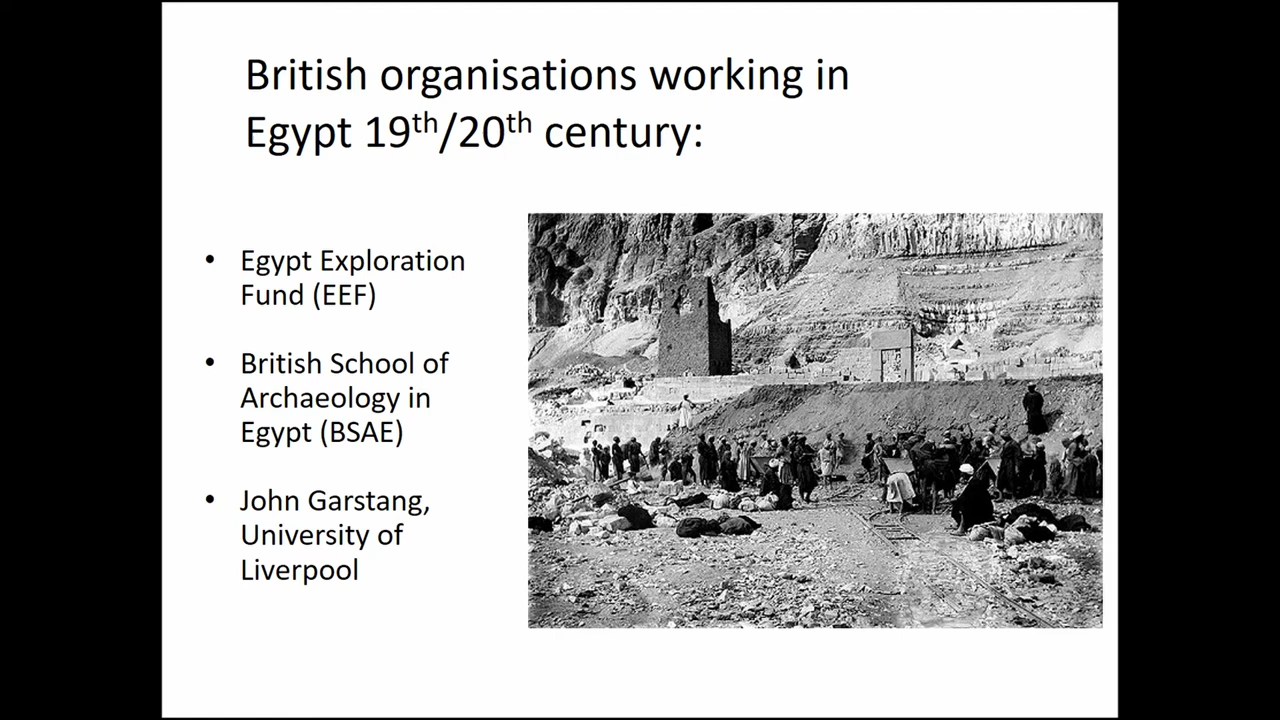 British organisations working in
Egypt 19th/20th century:
• Egypt Exploration
Fund (EEF)
• British School of
Archaeology in
Egypt (BSAE)
• John Garstang,
University of
Liverpool